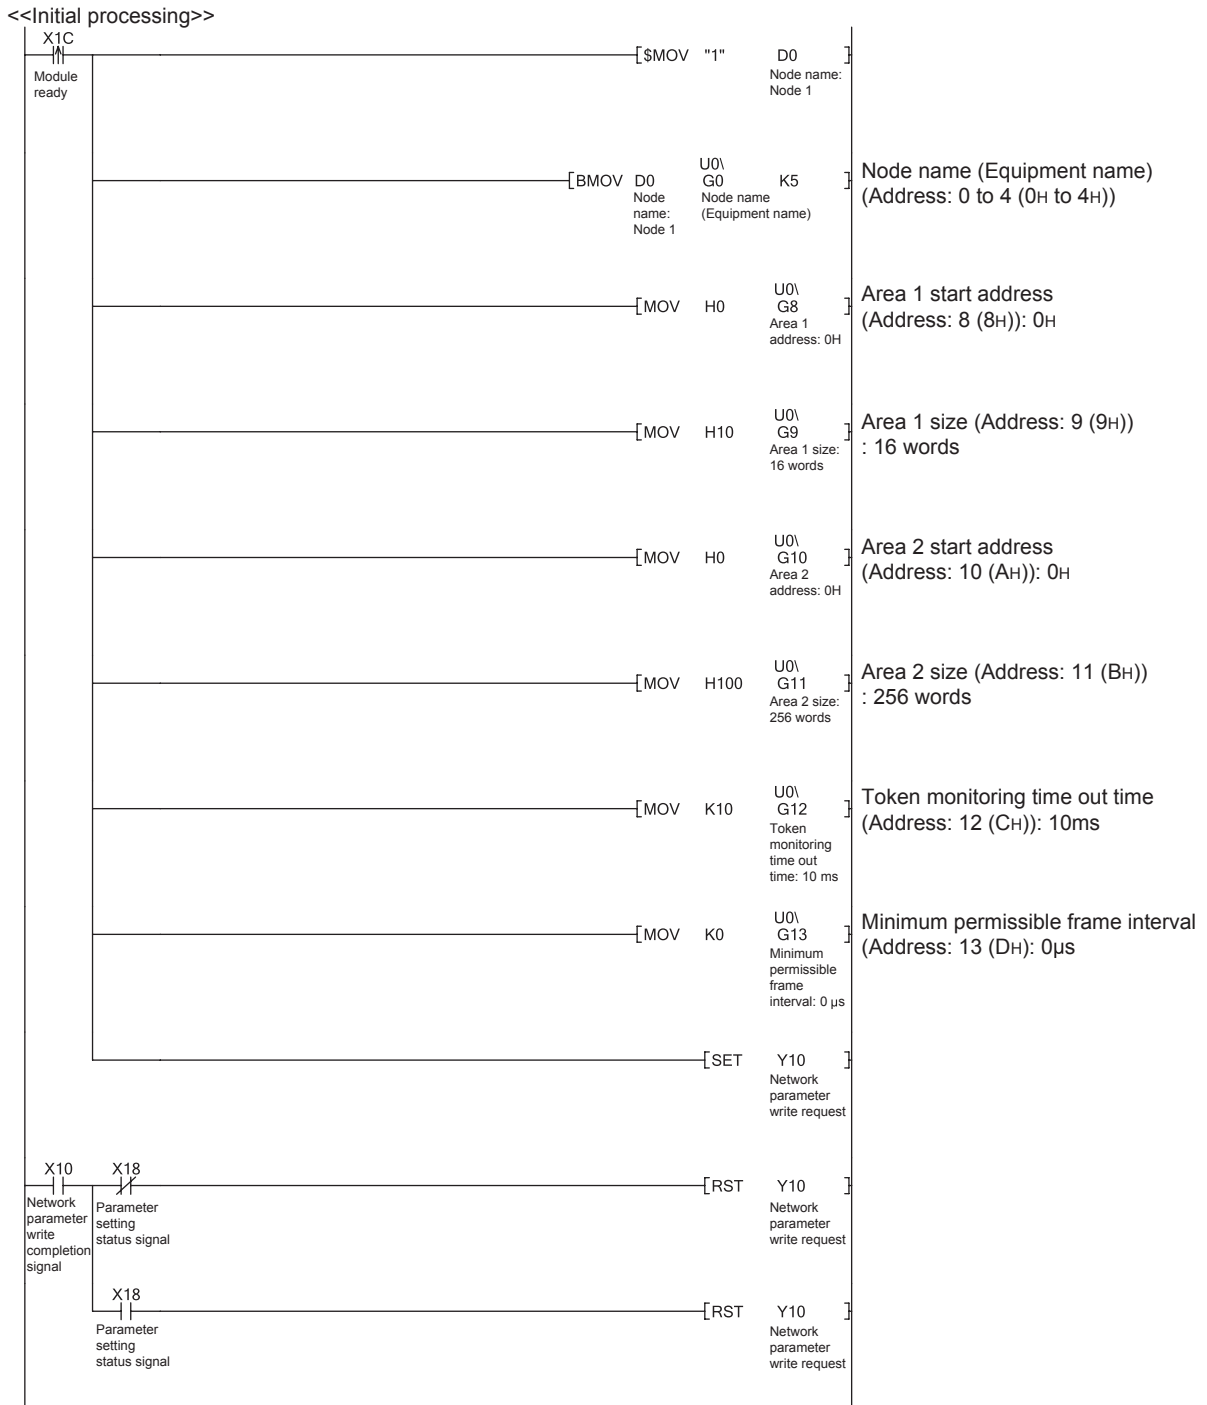 <<Initial processing>>
X1C
Module
ready
$MOV "1" D0
Node name:
Node 1
U0\
BMOV D0 G0 K5
Node
name:
Node 1
Node name
(Equipment name)
Node name (Equipment name)
(Address: 0 to 4 (0H to 4H))
U0\
MOV H0 G8
Area 1
address: 0H
Area 1 start address
(Address: 8 (8H)): 0H
U0\
MOV H10 G9
Area 1 size:
16 words
Area 1 size (Address: 9 (9H))
: 16 words
U0\
MOV H0 G10
Area 2
address: 0H
Area 2 start address
(Address: 10 (AH)): 0H
U0\
MOV H100 G11
Area 2 size:
256 words
Area 2 size (Address: 11 (BH))
: 256 words
U0\
MOV K10 G12
Token
monitoring
time out
time: 10 ms
Token monitoring time out time
(Address: 12 (CH)): 10ms
U0\
MOV K0 G13
Minimum
permissible
frame
interval: 0 µs
Minimum permissible frame interval
(Address: 13 (DH): 0µs
SET Y10
Network
parameter
write request
X10
Network
parameter
write
completion
signal
X18
Parameter
setting
status signal
RST Y10
Network
parameter
write request
X18
Parameter
setting
status signal
RST Y10
Network
parameter
write request